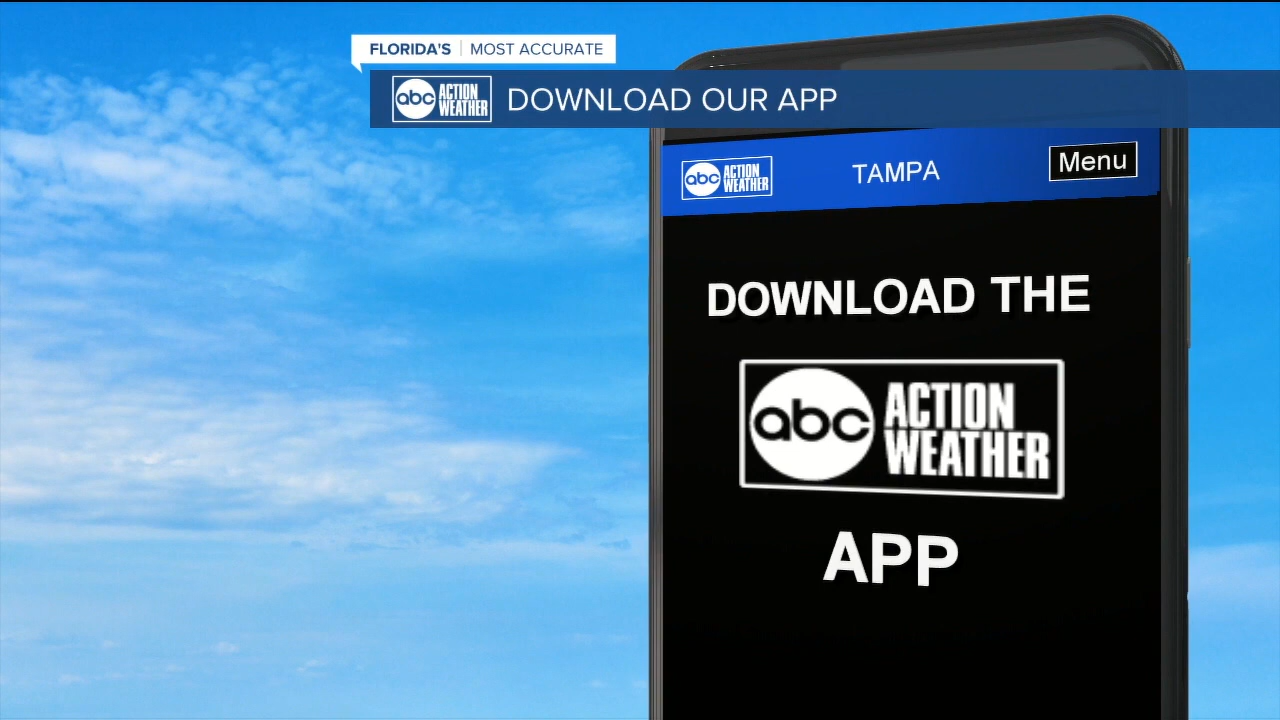 FLORIDA'S | MOST ACCURATE
abc ACTION WEATHER DOWNLOAD OUR APP
abc ACTION WEATHER TAMPA Menu
DOWNLOAD THE
abc ACTION
WEATHER
APP